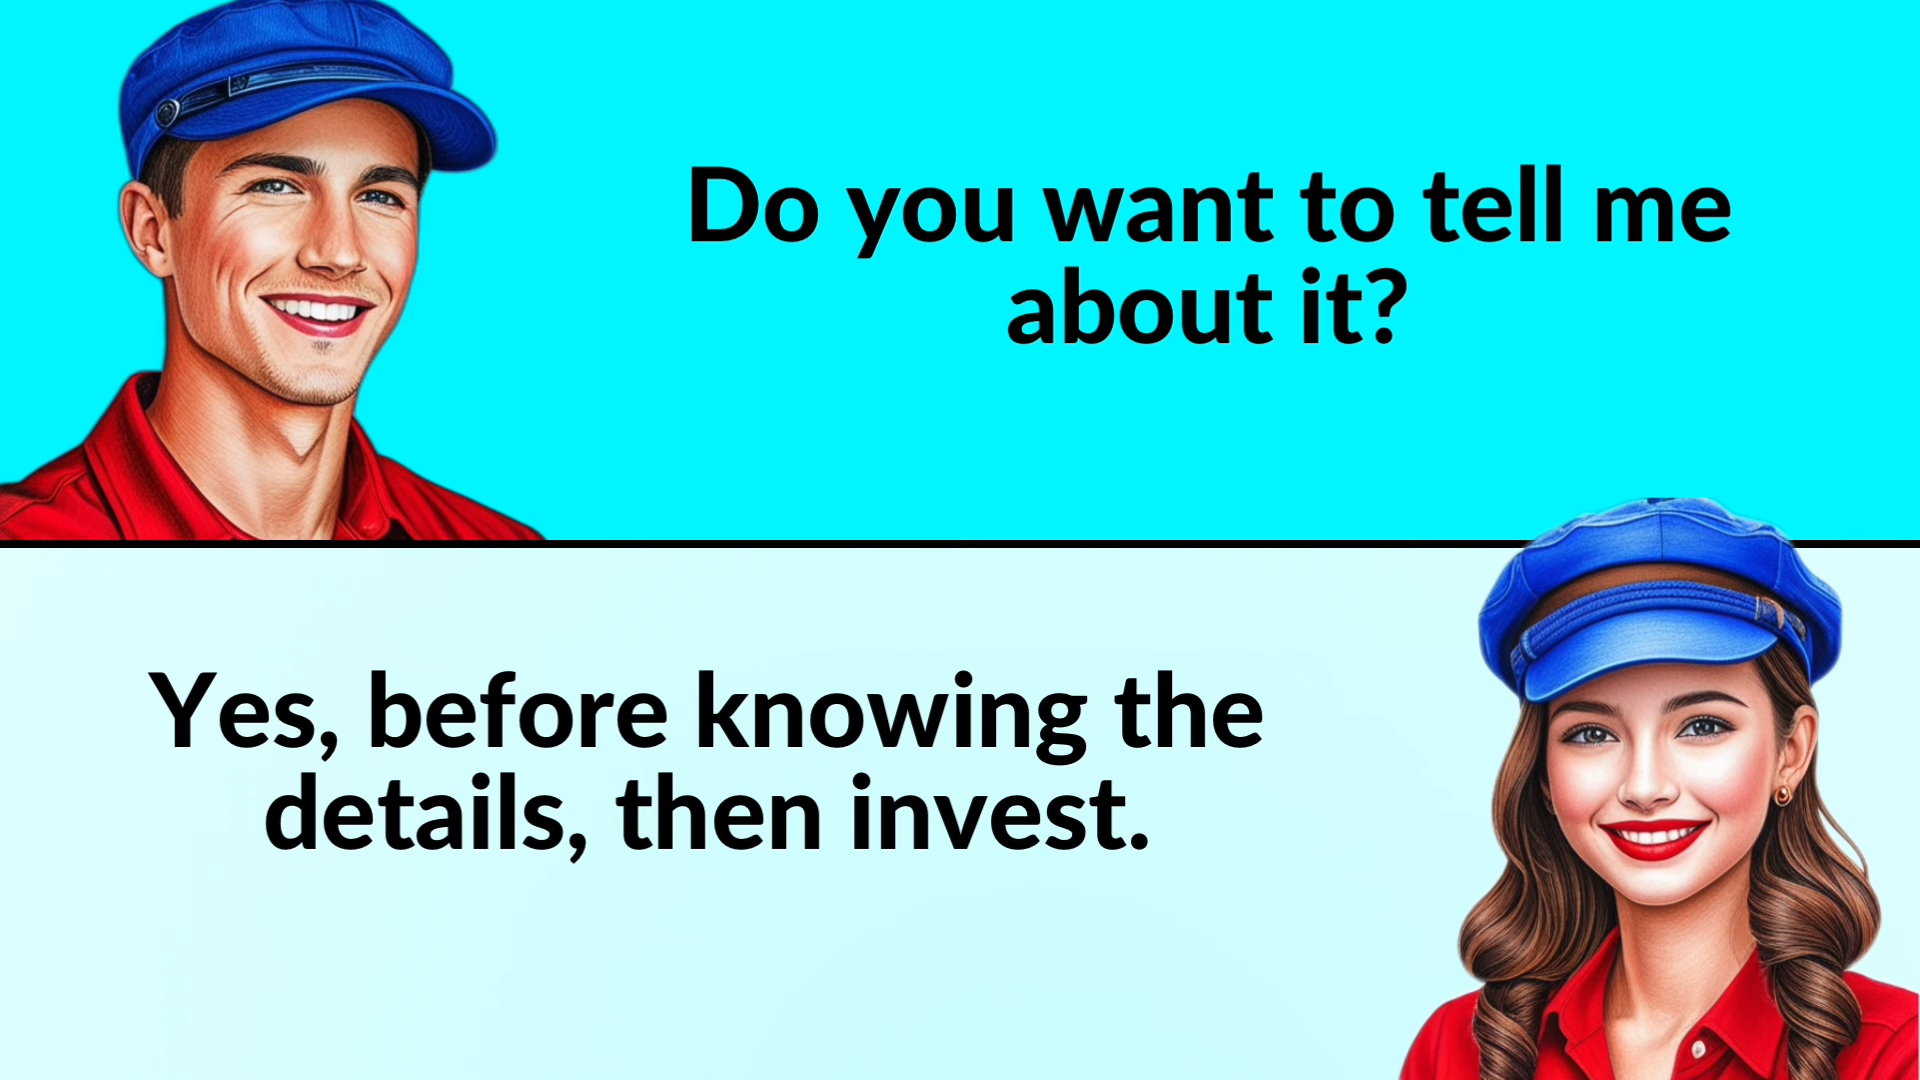 Do you want to tell me
about it?
Yes, before knowing the
details, then invest.